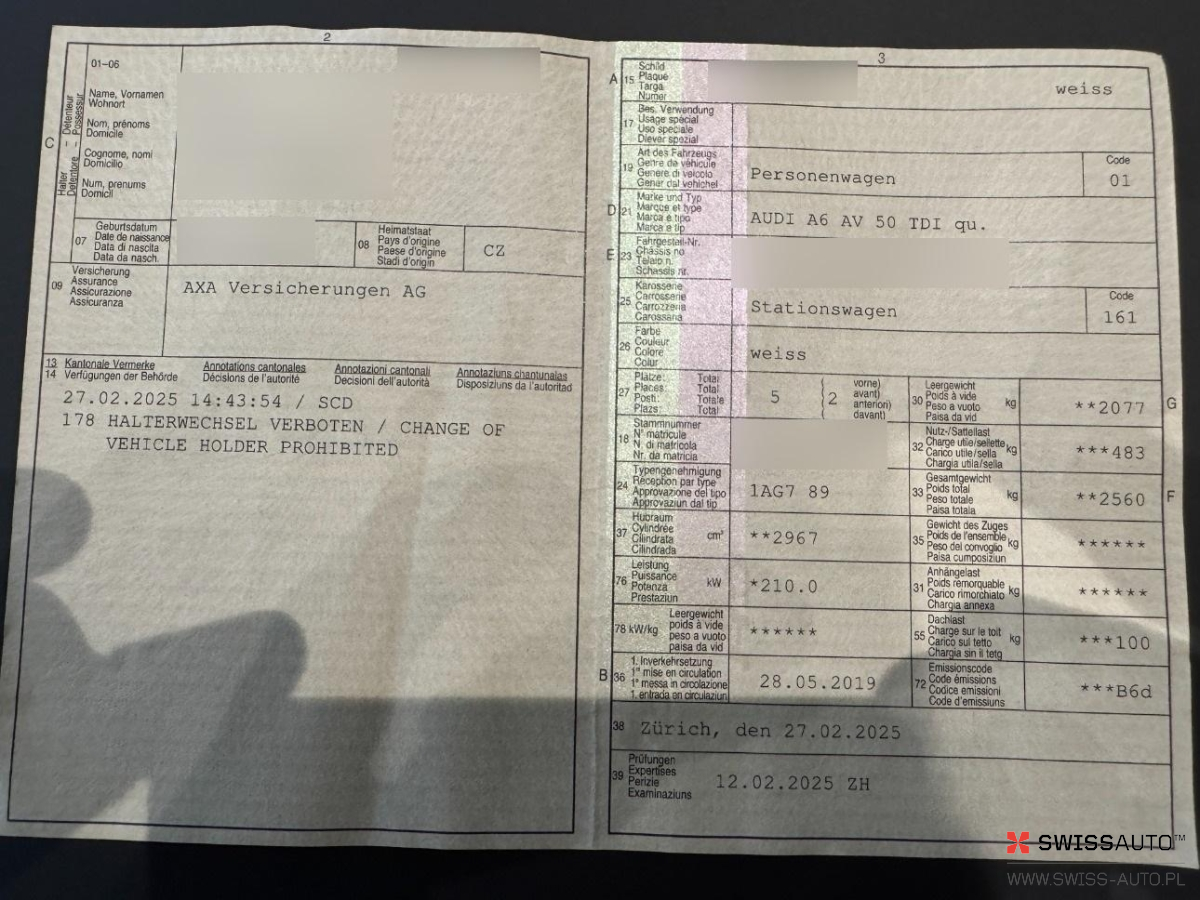 2
01-06
C
Halter - Détenteur
Detentore - Possessur
Name, Vornamen
Wohnort
Nom, prénoms
Domicile
Cognome, nomi
Domicilio
Num, prenums
Domicil
07
Geburtsdatum
Date de naissance
Data di nascita
Data da nasch.
08
Heimatstaat
Pays d'origine
Paese d'origine
Stadi d'origin
CZ
09
Versicherung
Assurance
Assicurazione
Assicuranza
AXA Versicherungen AG
13 Kantonale Vermerke Annotations cantonales Annotazioni cantonali Annotaziuns chantunalas
14 Verfügungen der Behörde Décisions de l'autorité Decisioni dell'autorità Disposiziuns da l'autoritad
27.02.2025 14:43:54 / SCD
178 HALTERWECHSEL VERBOTEN / CHANGE OF
VEHICLE HOLDER PROHIBITED
3
A 15
Schild
Plaque
Targa
Numer
weiss
17
Bes. Verwendung
Usage spécial
Uso speciale
Diever spezial
19
Art des Fahrzeugs
Genre de véhicule
Genere di veicolo
Gener dal vehichel
Personenwagen
Code
01
D 21
Marke und Typ
Marque et type
Marca e tipo
Marca e tip
AUDI A6 AV 50 TDI qu.
E 23
Fahrgestell-Nr.
Châssis no
Telaio n.
Schassis nr.
25
Karosserie
Carrosserie
Carrozzeria
Carossaria
Stationswagen
Code
161
26
Farbe
Couleur
Colore
Colur
weiss
27
Plätze: Total
Places: Total
Posti: Totale
Plazs: Total
5
2
vorne)
avant)
anteriori)
davant)
30
Leergewicht
Poids à vide
Peso a vuoto
Paisa da vid
kg
**2077
G
18
Stammnummer
N° matricule
N. di matricola
Nr. da matricla
32
Nutz-/Sattellast
Charge utile/sellette
Carico utile/sella
Chargia utila/sella
kg
***483
24
Typengenehmigung
Réception par type
Approvazione del tipo
Approvaziun dal tip
1AG7 89
33
Gesamtgewicht
Poids total
Peso totale
Paisa totala
kg
**2560
F
37
Hubraum
Cylindrée
Cilindrata
Cilindrada
cm³
**2967
35
Gewicht des Zuges
Poids de l'ensemble
Peso del convoglio
Paisa cumposiziun
kg
******
76
Leistung
Puissance
Potenza
Prestaziun
kW
*210.0
31
Anhängelast
Poids remorquable
Carico rimorchiato
Chargia annexa
kg
******
78 kW/kg
Leergewicht
poids à vide
peso a vuoto
paisa da vid
******
55
Dachlast
Charge sur le toit
Carico sul tetto
Chargia sin il tetg
kg
***100
B 36
1. Inverkehrsetzung
1re mise en circulation
1a messa in circolazione
1. entrada en circulaziun
28.05.2019
72
Emissionscode
Code émissions
Codice emissioni
Code d'emissiuns
***B6d
38 Zürich, den 27.02.2025
39
Prüfungen
Expertises
Perizie
Examinaziuns
12.02.2025 ZH
SWISSAUTO™
WWW.SWISS-AUTO.PL